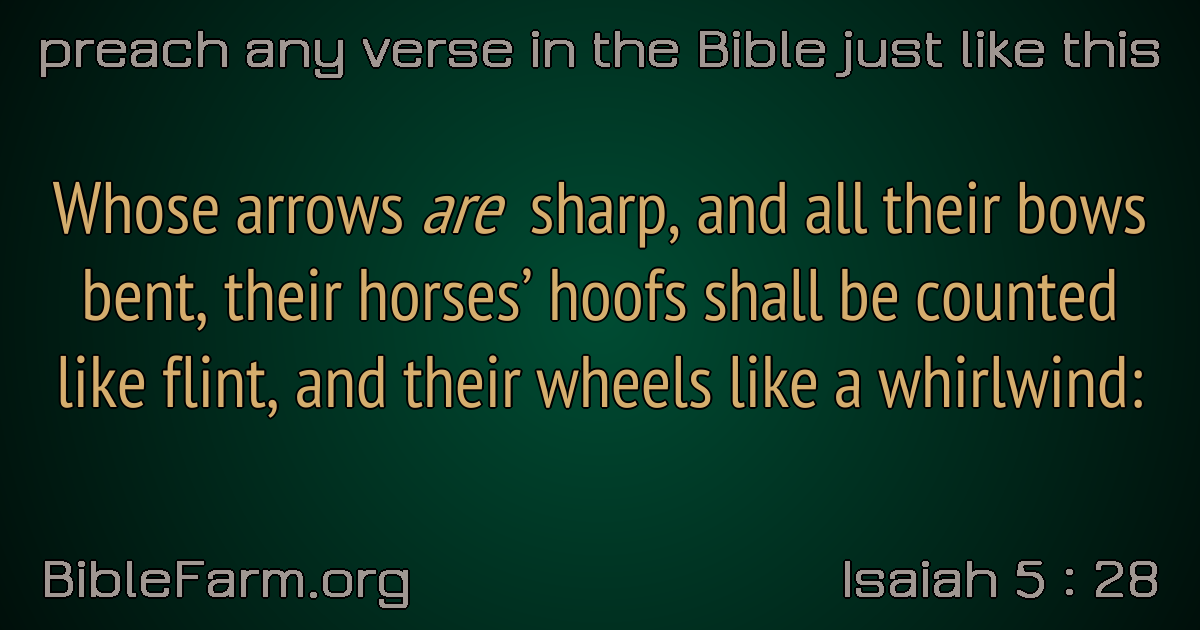 preach any verse in the Bible just like this
Whose arrows are sharp, and all their bows
bent, their horses’ hoofs shall be counted
like flint, and their wheels like a whirlwind:
BibleFarm.org
Isaiah 5 : 28